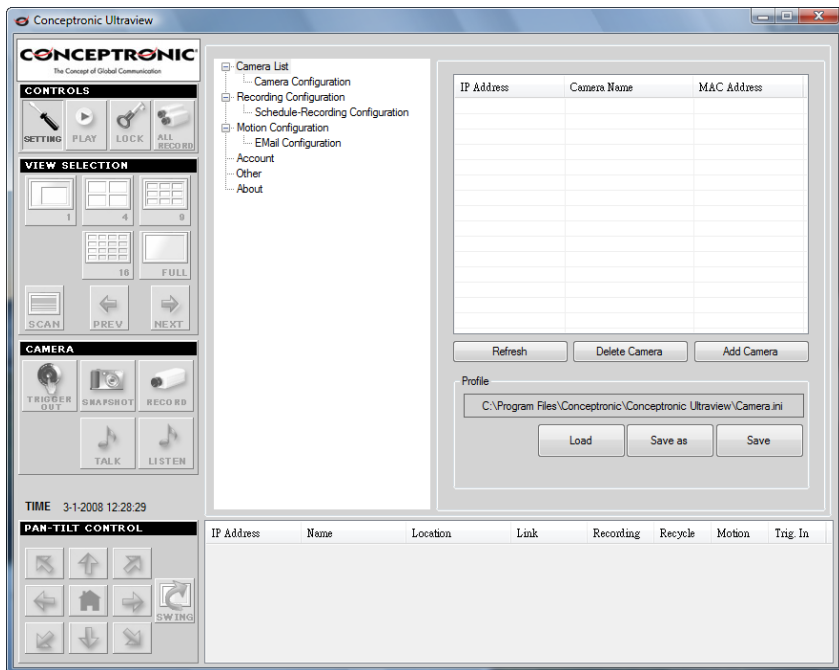 Conceptronic Ultraview
CONCEPTRONIC
The Concept of Global Communication
CONTROLS
SETTING
PLAY
LOCK
ALL RECORD
VIEW SELECTION
1
4
9
16
FULL
SCAN
PREV
NEXT
CAMERA
TRIGGER OUT
SNAPSHOT
RECORD
TALK
LISTEN
TIME 3-1-2008 12:28:29
PAN-TILT CONTROL
SWING
Camera List
Camera Configuration
Recording Configuration
Schedule-Recording Configuration
Motion Configuration
EMail Configuration
Account
Other
About
IP Address Camera Name MAC Address
Refresh Delete Camera Add Camera
Profile
C:\Program Files\Conceptronic\Conceptronic Ultraview\Camera.ini
Load Save as Save
IP Address Name Location Link Recording Recycle Motion Trig. In